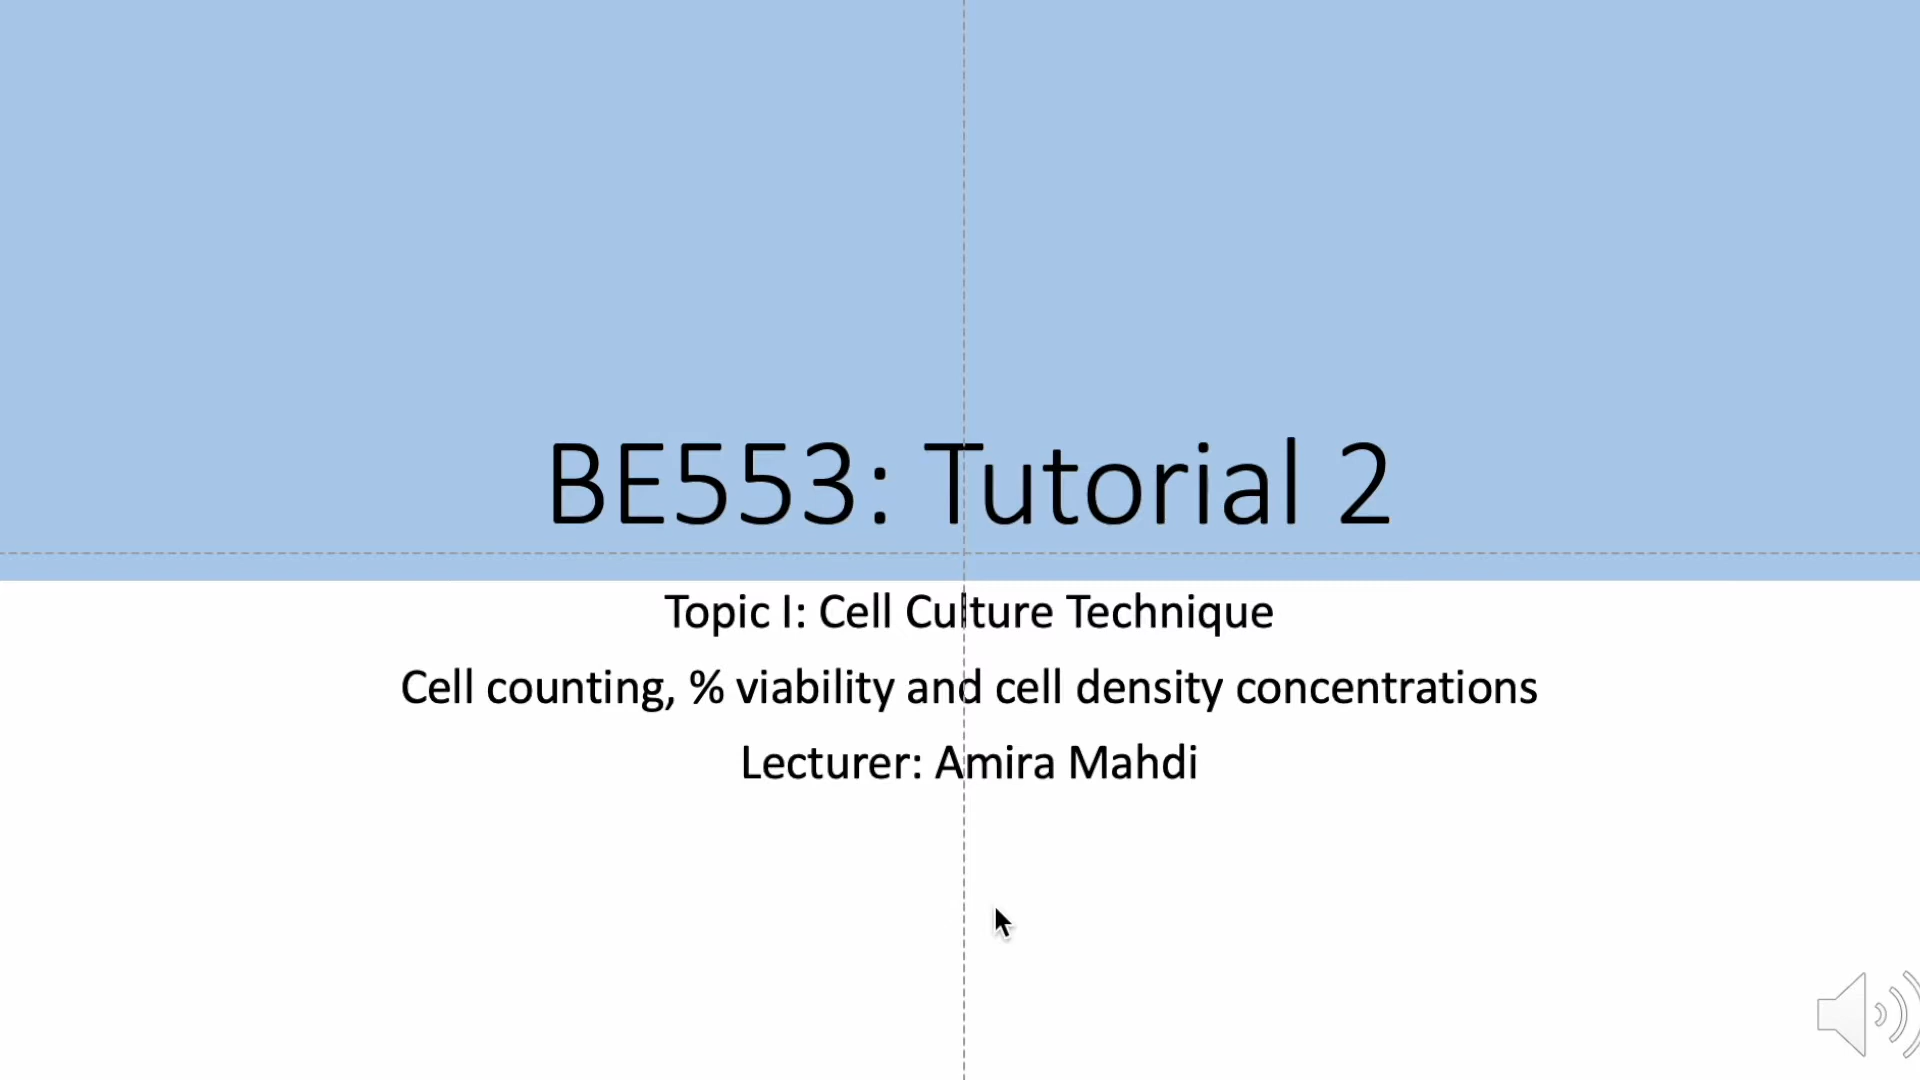 BE553: Tutorial 2
Topic I: Cell Culture Technique
Cell counting, % viability and cell density concentrations
Lecturer: Amira Mahdi